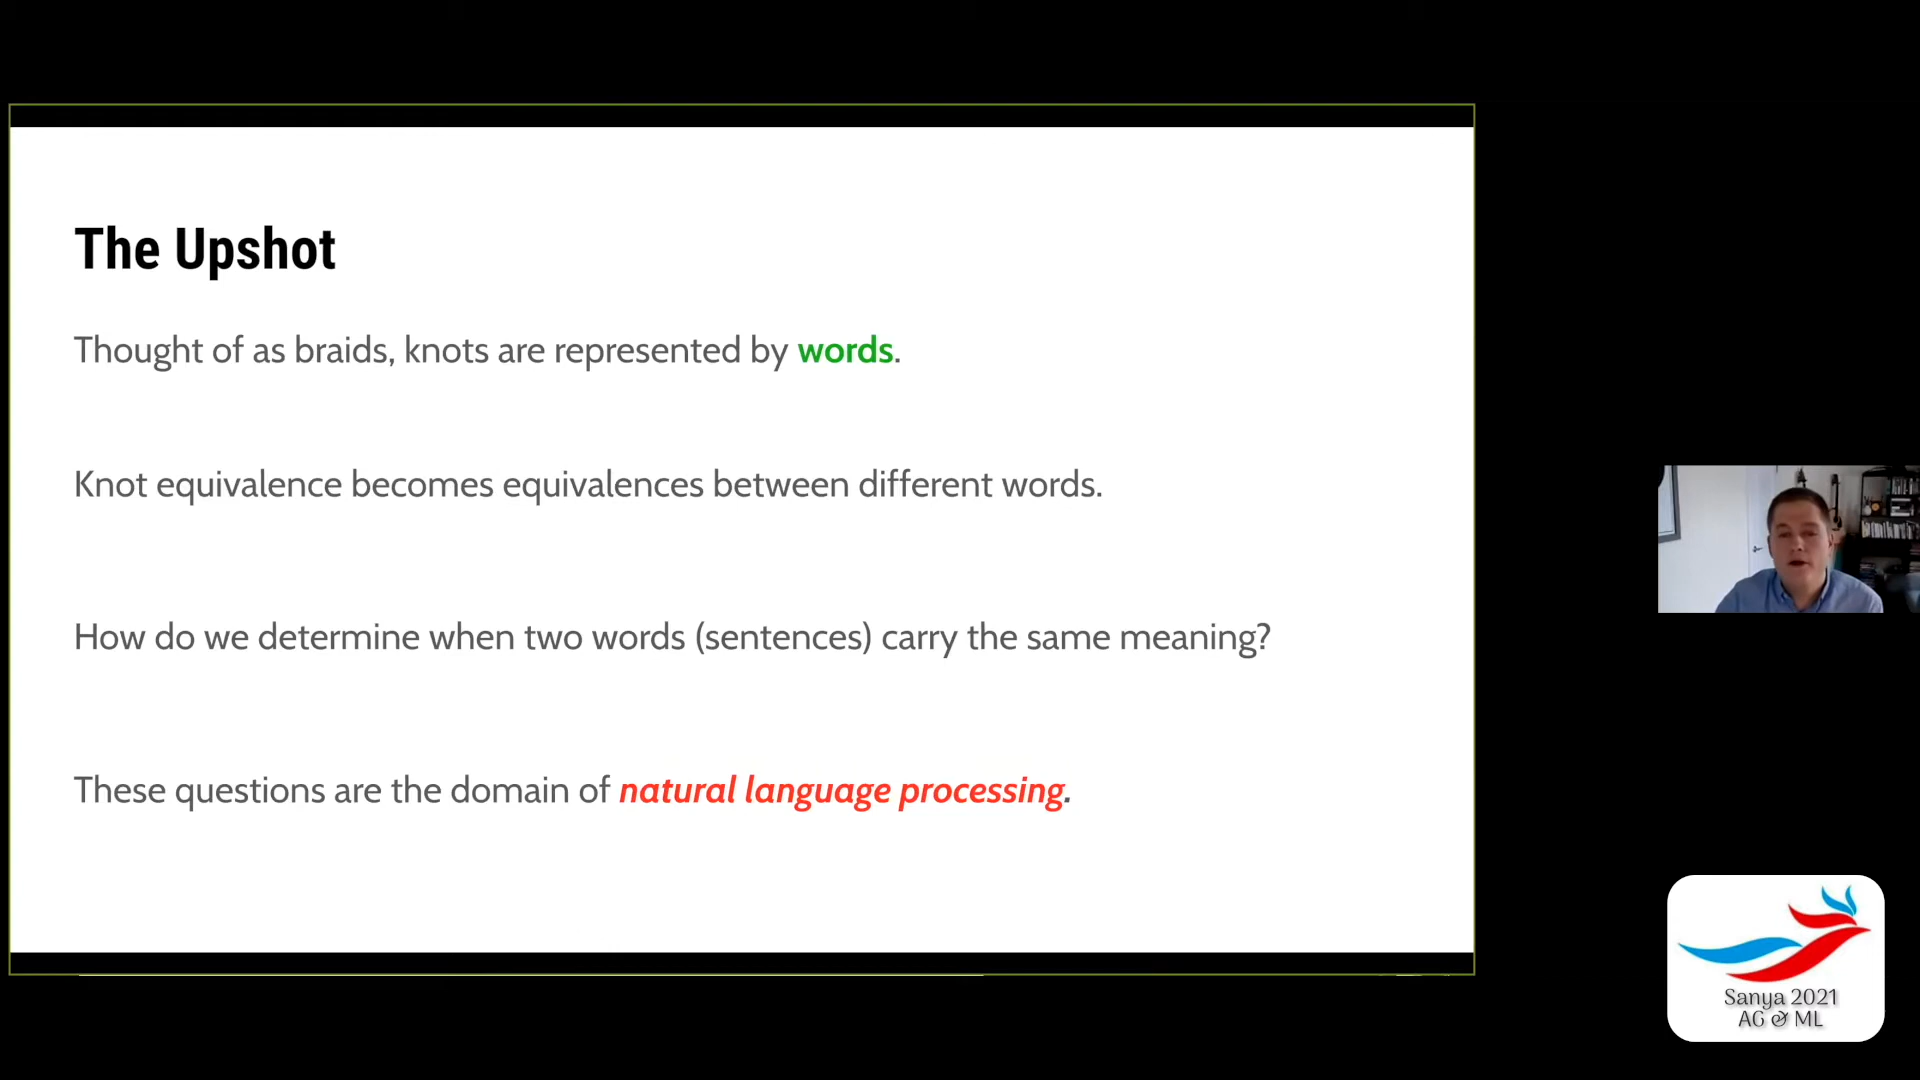 The Upshot
Thought of as braids, knots are represented by words.
Knot equivalence becomes equivalences between different words.
How do we determine when two words (sentences) carry the same meaning?
These questions are the domain of natural language processing.
Sanya 2021
AG & ML